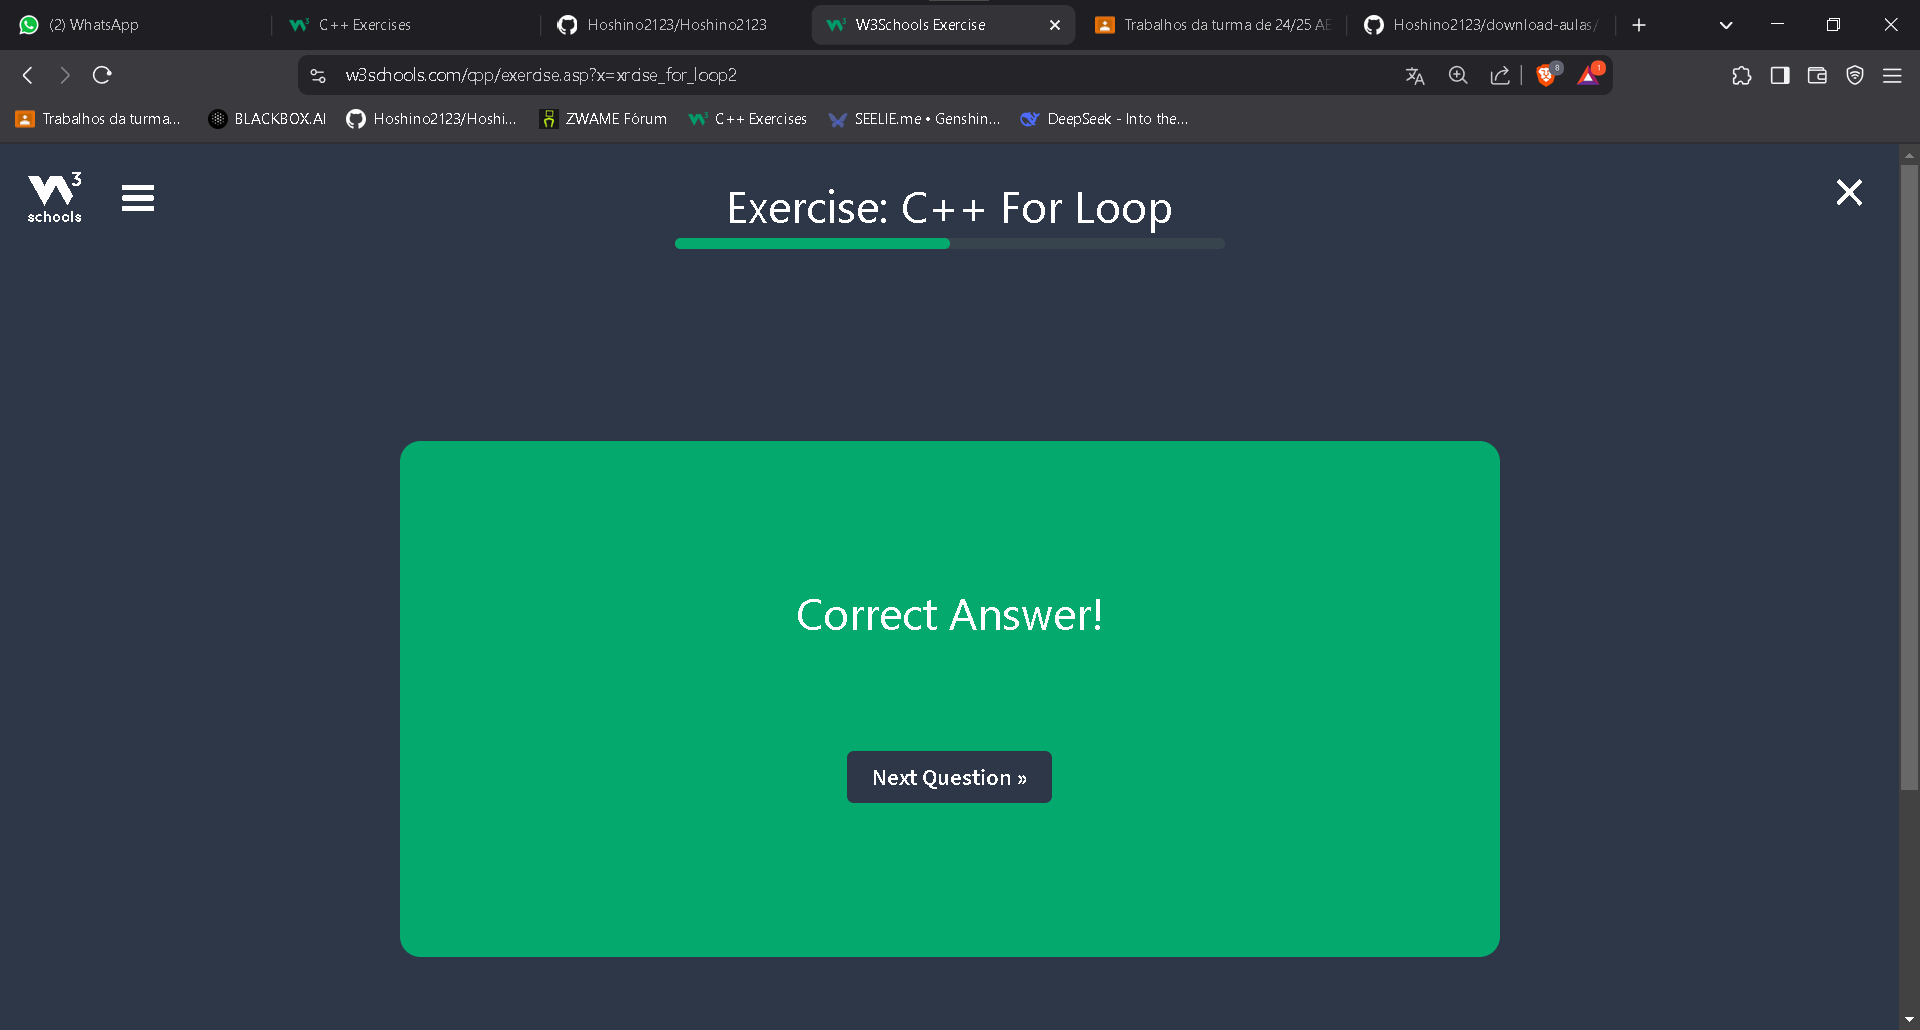 (2) WhatsApp
C++ Exercises
Hoshino2123/Hoshino2123
W3Schools Exercise
Trabalhos da turma de 24/25 AE
Hoshino2123/download-aulas/
w3schools.com/cpp/exercise.asp?x=xrcise_for_loop2
8
1
Trabalhos da turma...
BLACKBOX.AI
Hoshino2123/Hoshi...
ZWAME Fórum
C++ Exercises
SEELIE.me • Genshin...
DeepSeek - Into the...
W3
schools
Exercise: C++ For Loop
Correct Answer!
Next Question »